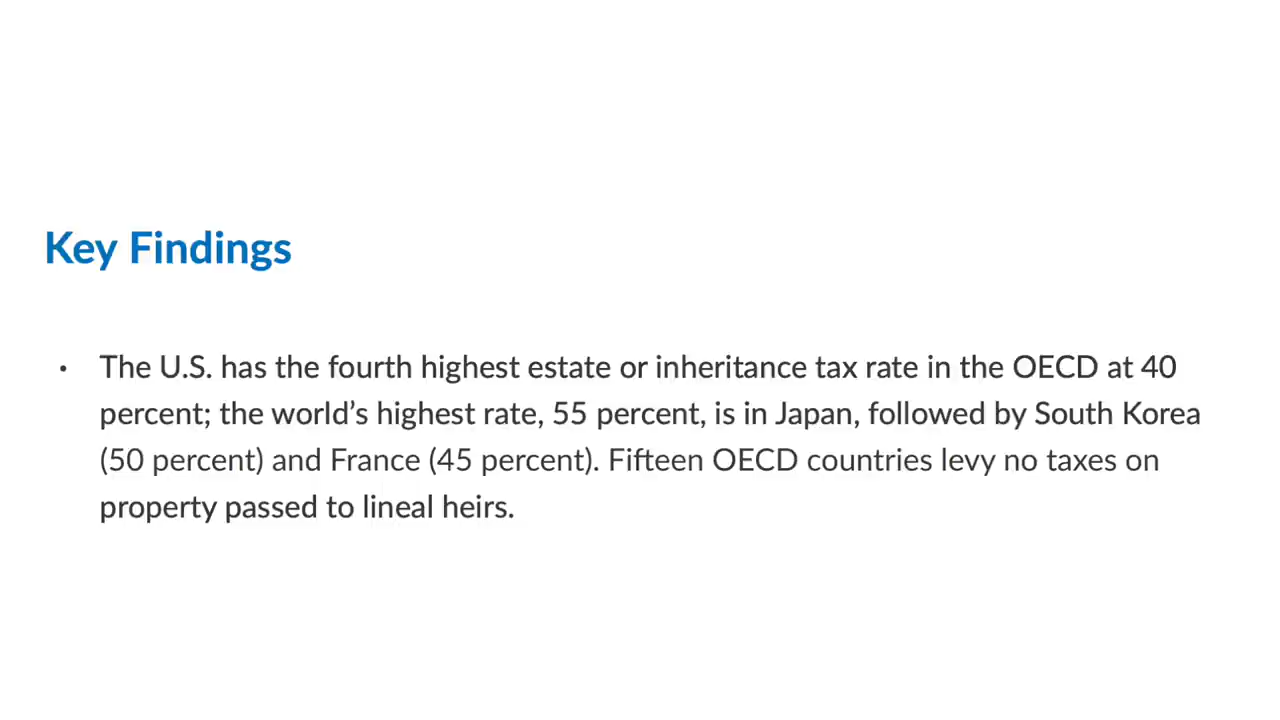 Key Findings
• The U.S. has the fourth highest estate or inheritance tax rate in the OECD at 40
percent; the world’s highest rate, 55 percent, is in Japan, followed by South Korea
(50 percent) and France (45 percent). Fifteen OECD countries levy no taxes on
property passed to lineal heirs.